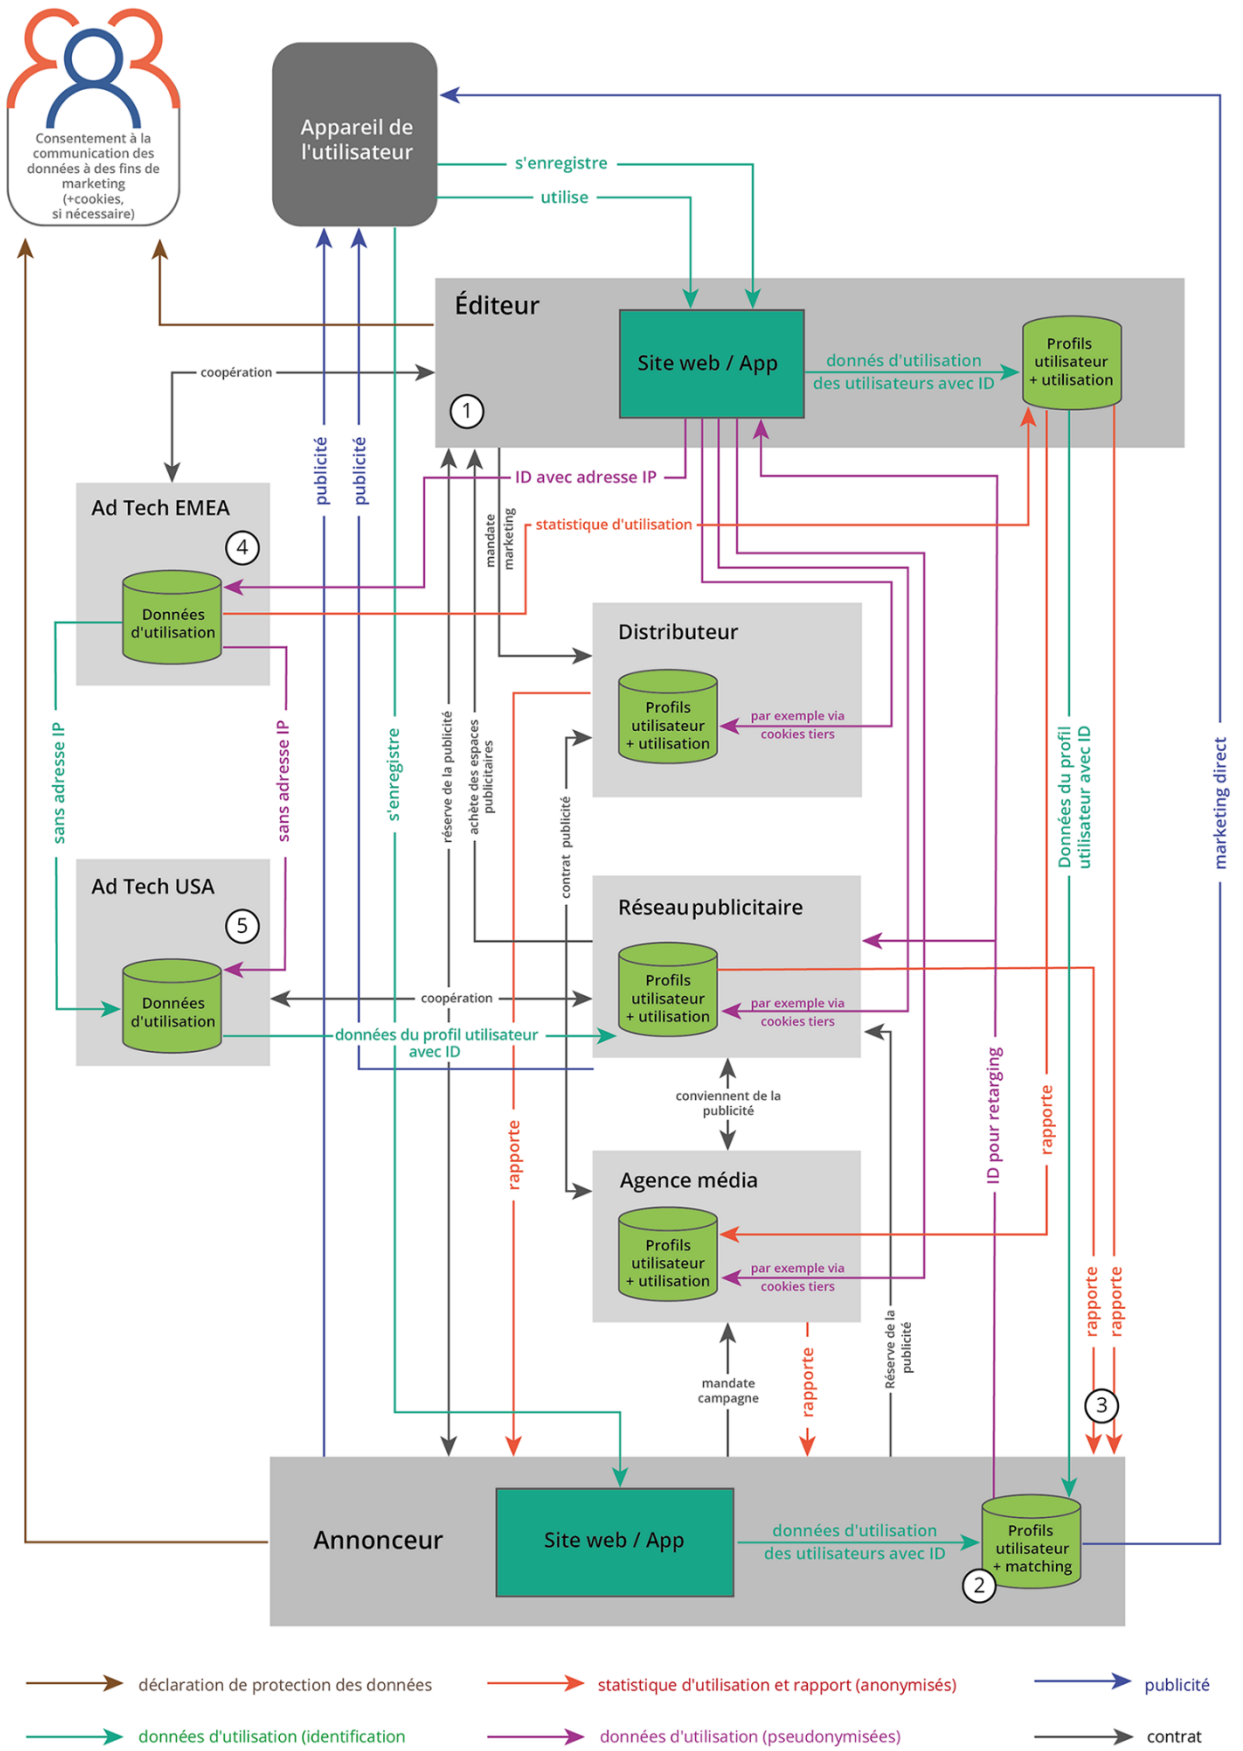 Consentement à la
communication des
données à des fins de
marketing
(+cookies,
si nécessaire)
Appareil de
l'utilisateur
s'enregistre
utilise
Éditeur
Site web / App
donnés d'utilisation
des utilisateurs avec ID
Profils
utilisateur
+ utilisation
coopération
1
publicité
publicité
ID avec adresse IP
mandate
marketing
statistique d'utilisation
Ad Tech EMEA
4
Données
d'utilisation
Distributeur
Profils
utilisateur
+ utilisation
par exemple via
cookies tiers
sans adresse IP
sans adresse IP
s'enregistre
réserve de la publicité
achète des espaces
publicitaires
contrat publicité
Données du profil
utilisateur avec ID
marketing direct
Ad Tech USA
5
Données
d'utilisation
Réseau publicitaire
Profils
utilisateur
+ utilisation
par exemple via
cookies tiers
coopération
données du profil utilisateur
avec ID
conviennent de la
publicité
rapporte
ID pour retarging
rapporte
Agence média
Profils
utilisateur
+ utilisation
par exemple via
cookies tiers
mandate
campagne
rapporte
Réserve de la
publicité
rapporte
rapporte
3
Annonceur
Site web / App
données d'utilisation
des utilisateurs avec ID
Profils
utilisateur
+ matching
2
déclaration de protection des données
statistique d'utilisation et rapport (anonymisés)
publicité
données d'utilisation (identification
données d'utilisation (pseudonymisées)
contrat